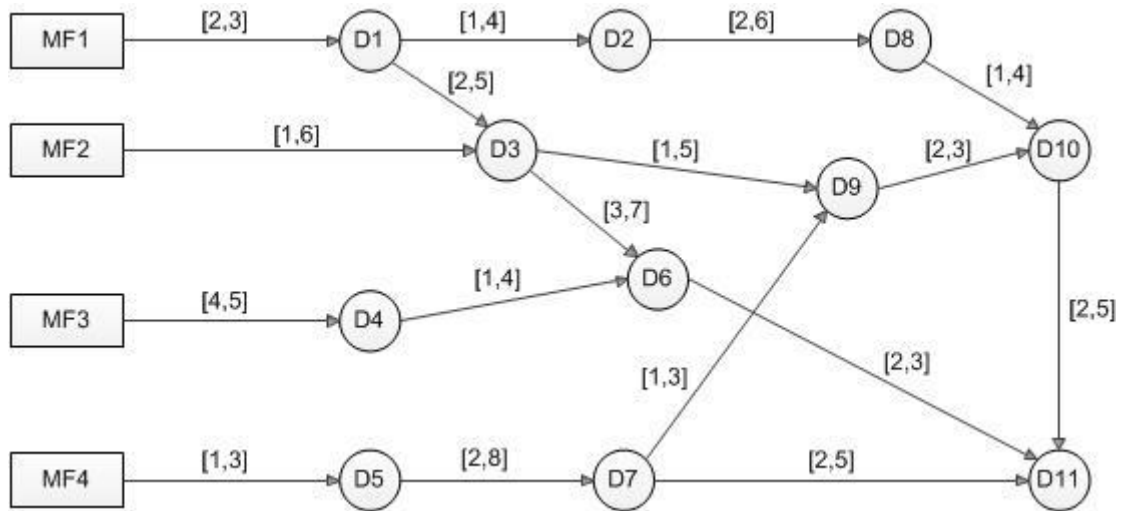 MF1 [2,3] D1 [1,4] D2 [2,6] D8
[2,5] [1,4]
MF2 [1,6] D3 [1,5] D9 [2,3] D10
[3,7]
MF3 [4,5] D4 [1,4] D6 [2,5]
[1,3] [2,3]
MF4 [1,3] D5 [2,8] D7 [2,5] D11